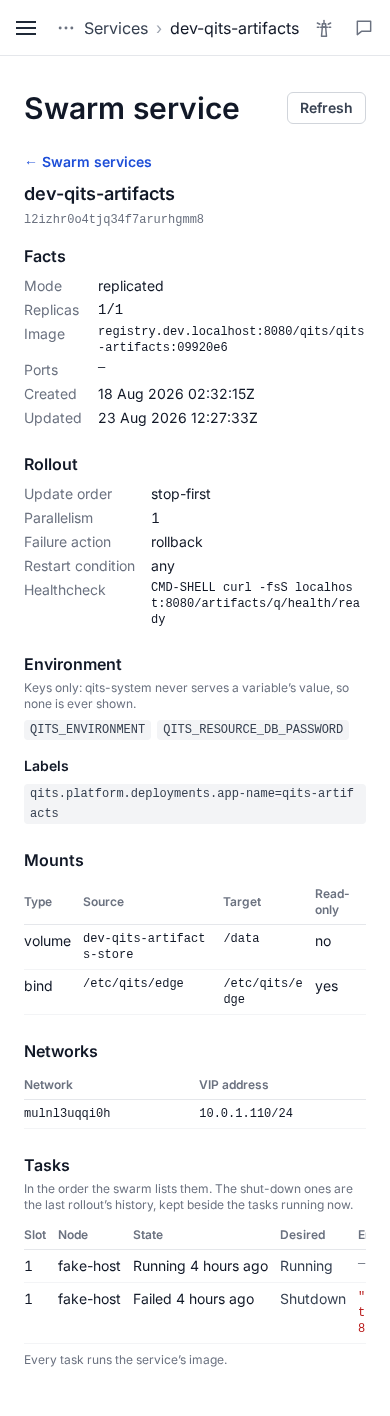 Services › dev-qits-artifacts
Swarm service
Refresh
← Swarm services
dev-qits-artifacts
l2izhr0o4tjq34f7arurhgmm8
Facts
Mode replicated
Replicas 1/1
Image registry.dev.localhost:8080/qits/qits
-artifacts:09920e6
Ports –
Created 18 Aug 2026 02:32:15Z
Updated 23 Aug 2026 12:27:33Z
Rollout
Update order stop-first
Parallelism 1
Failure action rollback
Restart condition any
Healthcheck CMD-SHELL curl -fsS localhos
t:8080/artifacts/q/health/rea
dy
Environment
Keys only: qits-system never serves a variable’s value, so
none is ever shown.
QITS_ENVIRONMENT QITS_RESOURCE_DB_PASSWORD
Labels
qits.platform.deployments.app-name=qits-artif
acts
Mounts
Type Source Target Read-
only
volume dev-qits-artifact
s-store /data no
bind /etc/qits/edge /etc/qits/e
dge yes
Networks
Network VIP address
mulnl3uqqi0h 10.0.1.110/24
Tasks
In the order the swarm lists them. The shut-down ones are
the last rollout’s history, kept beside the tasks running now.
Slot Node State Desired
1 fake-host Running 4 hours ago Running –
1 fake-host Failed 4 hours ago Shutdown "
t
8
Every task runs the service’s image.